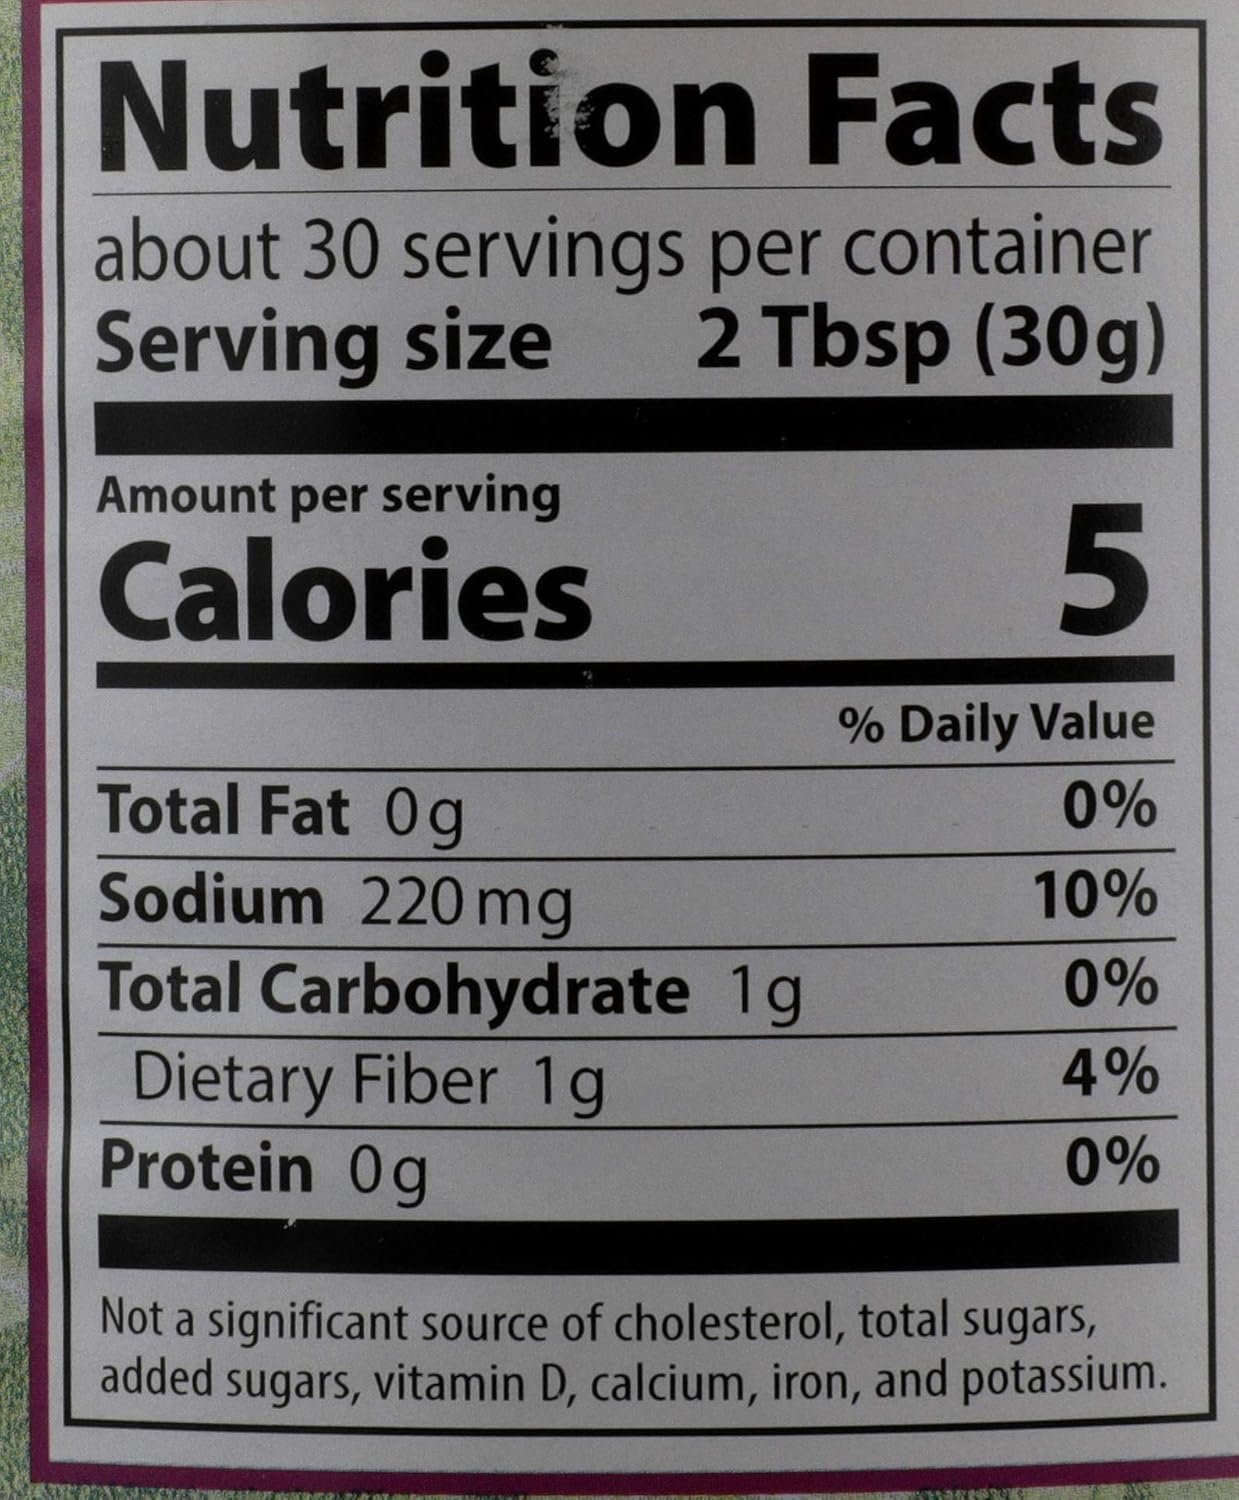 Nutrition Facts
about 30 servings per container
Serving size 2 Tbsp (30g)
Amount per serving
Calories 5
% Daily Value
Total Fat 0g 0%
Sodium 220mg 10%
Total Carbohydrate 1g 0%
Dietary Fiber 1g 4%
Protein 0g 0%
Not a significant source of cholesterol, total sugars,
added sugars, vitamin D, calcium, iron, and potassium.